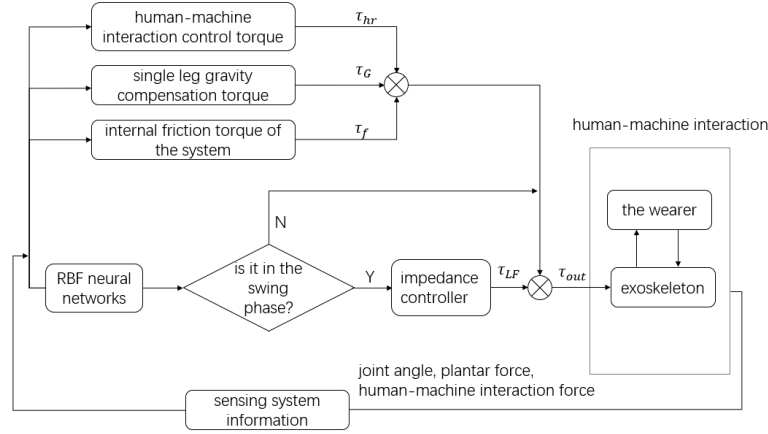 human-machine
interaction control torque
τhr
single leg gravity
compensation torque
τG
internal friction torque of
the system
τf
human-machine interaction
the wearer
N
RBF neural
networks
is it in the
swing
phase?
Y
impedance
controller
τLF
τout
exoskeleton
joint angle, plantar force,
human-machine interaction force
sensing system
information